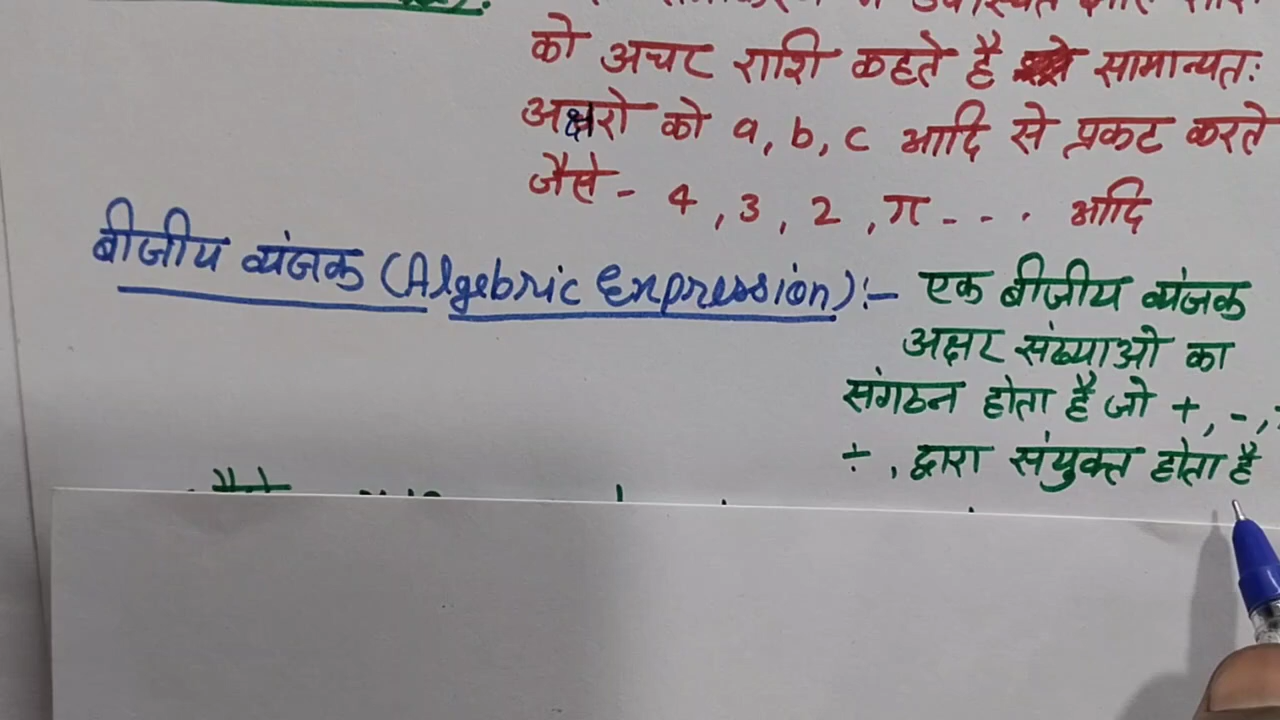 को अचर राशि कहते है सामान्यतः
अक्षरो को a, b, c आदि से प्रकट करते
जैसे - 4 , 3 , 2 , π - - . आदि
बीजीय व्यंजक (Algebric Expression) :- एक बीजीय व्यंजक
अक्षर संख्याओ का
संगठन होता है जो +, -,
÷ , द्वारा संयुक्त होता है